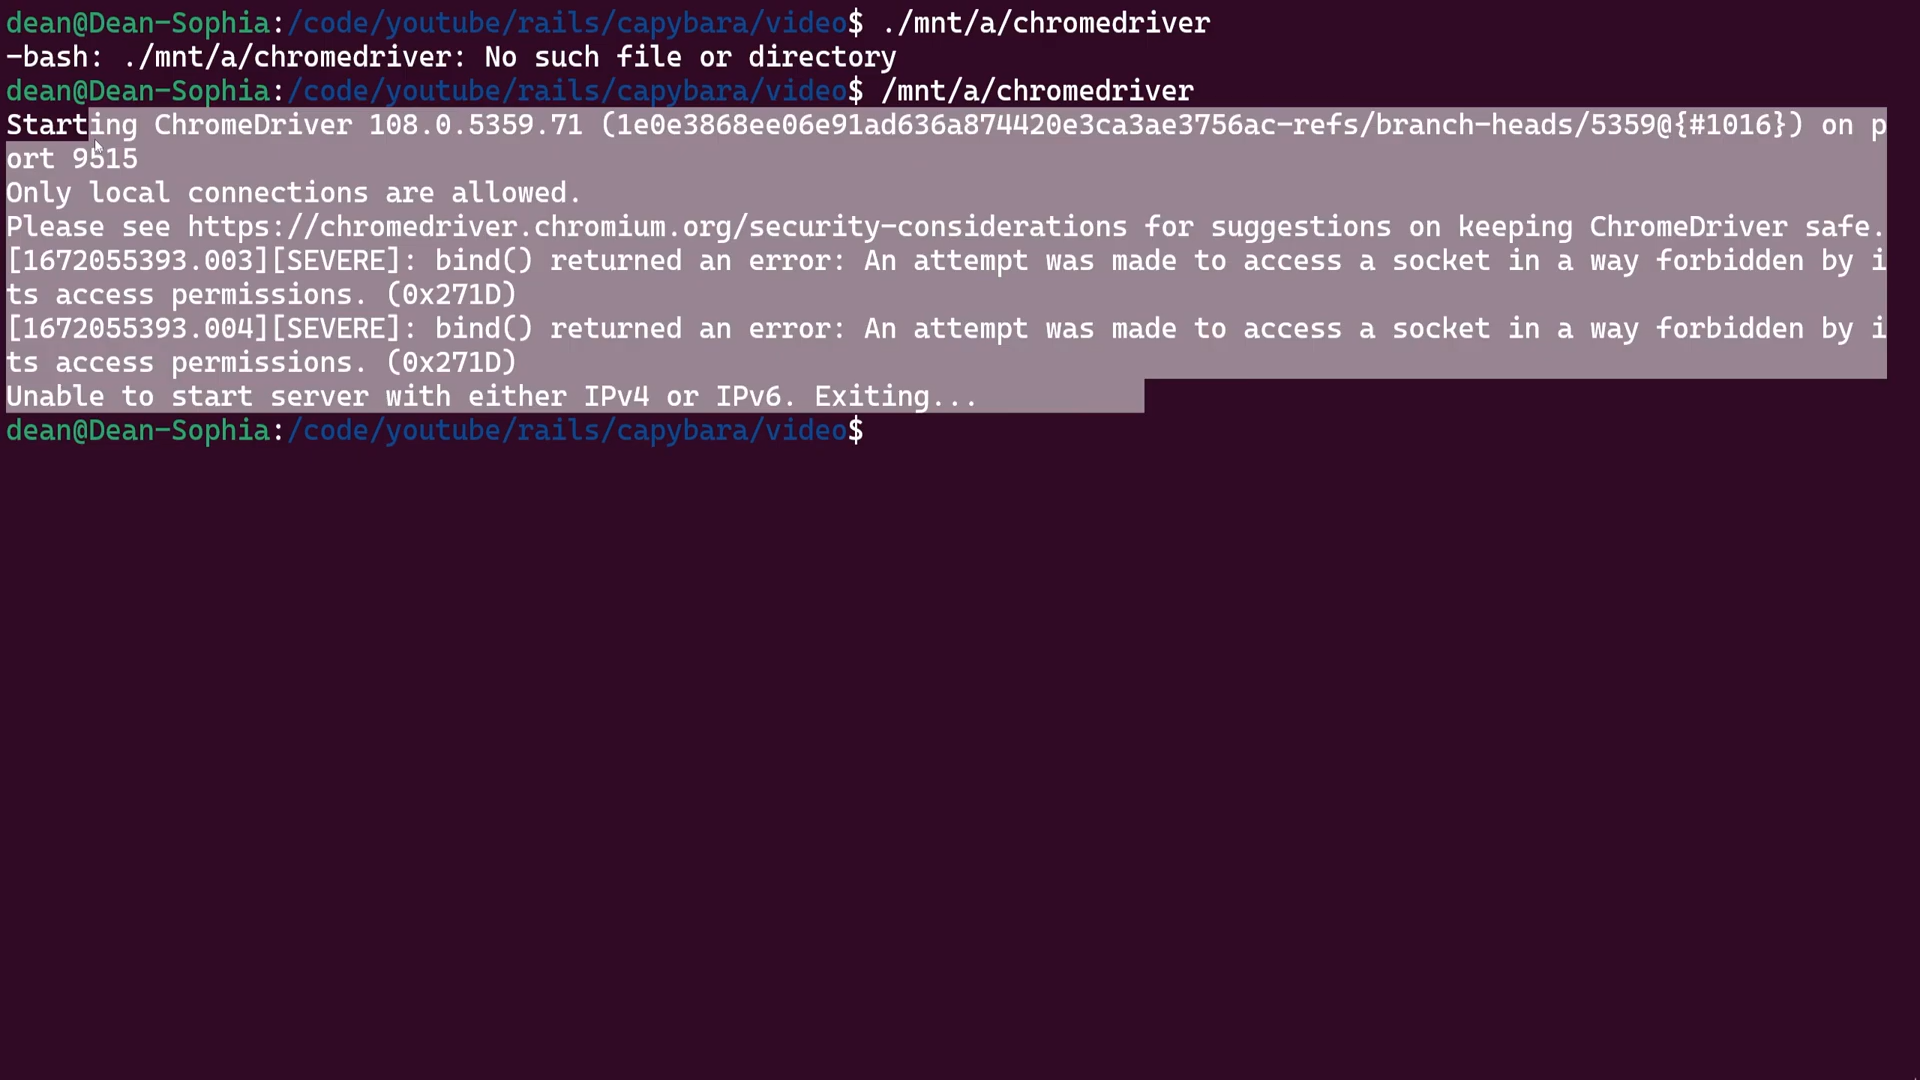 dean@Dean-Sophia:/code/youtube/rails/capybara/video$ ./mnt/a/chromedriver
-bash: ./mnt/a/chromedriver: No such file or directory
dean@Dean-Sophia:/code/youtube/rails/capybara/video$ /mnt/a/chromedriver
Starting ChromeDriver 108.0.5359.71 (1e0e3868ee06e91ad636a874420e3ca3ae3756ac-refs/branch-heads/5359@{#1016}) on p
ort 9515
Only local connections are allowed.
Please see https://chromedriver.chromium.org/security-considerations for suggestions on keeping ChromeDriver safe.
[1672055393.003][SEVERE]: bind() returned an error: An attempt was made to access a socket in a way forbidden by i
ts access permissions. (0x271D)
[1672055393.004][SEVERE]: bind() returned an error: An attempt was made to access a socket in a way forbidden by i
ts access permissions. (0x271D)
Unable to start server with either IPv4 or IPv6. Exiting...
dean@Dean-Sophia:/code/youtube/rails/capybara/video$